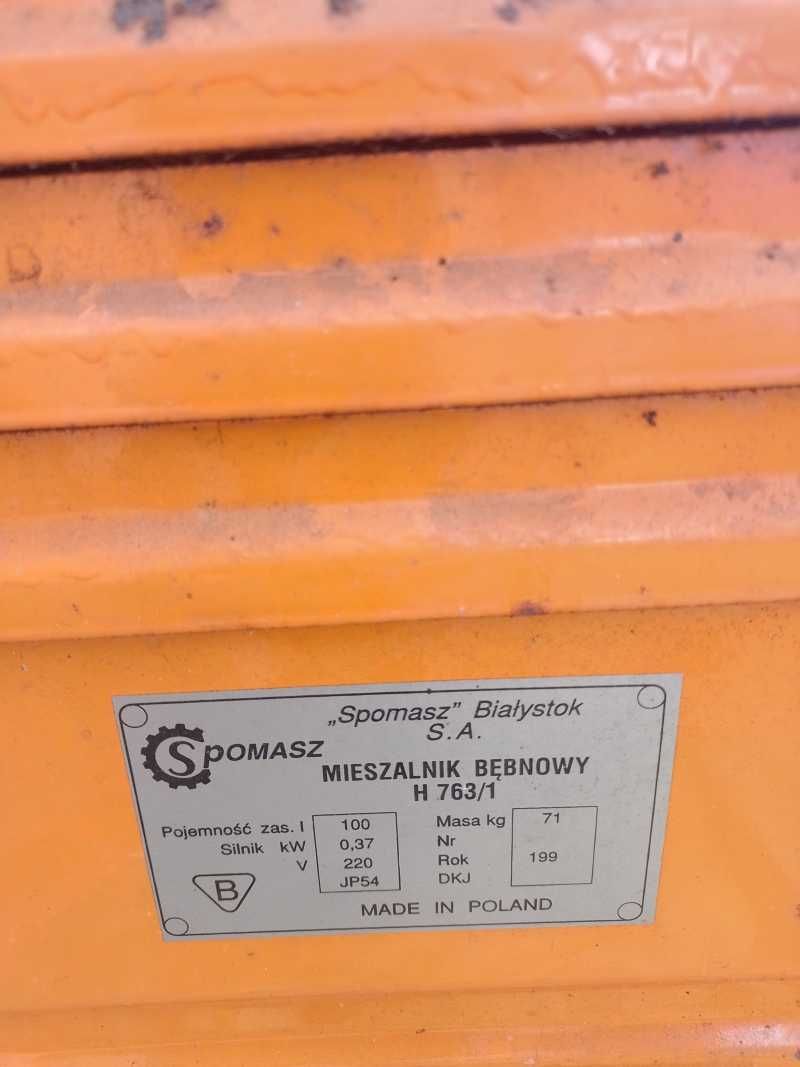 „Spomasz” Białystok
S.A.
SPOMASZ
MIESZALNIK BĘBNOWY
H 763/1
Pojemność zas. l 100
Silnik kW 0,37
V 220
JP54
Masa kg 71
Nr
Rok 199
DKJ
B
MADE IN POLAND